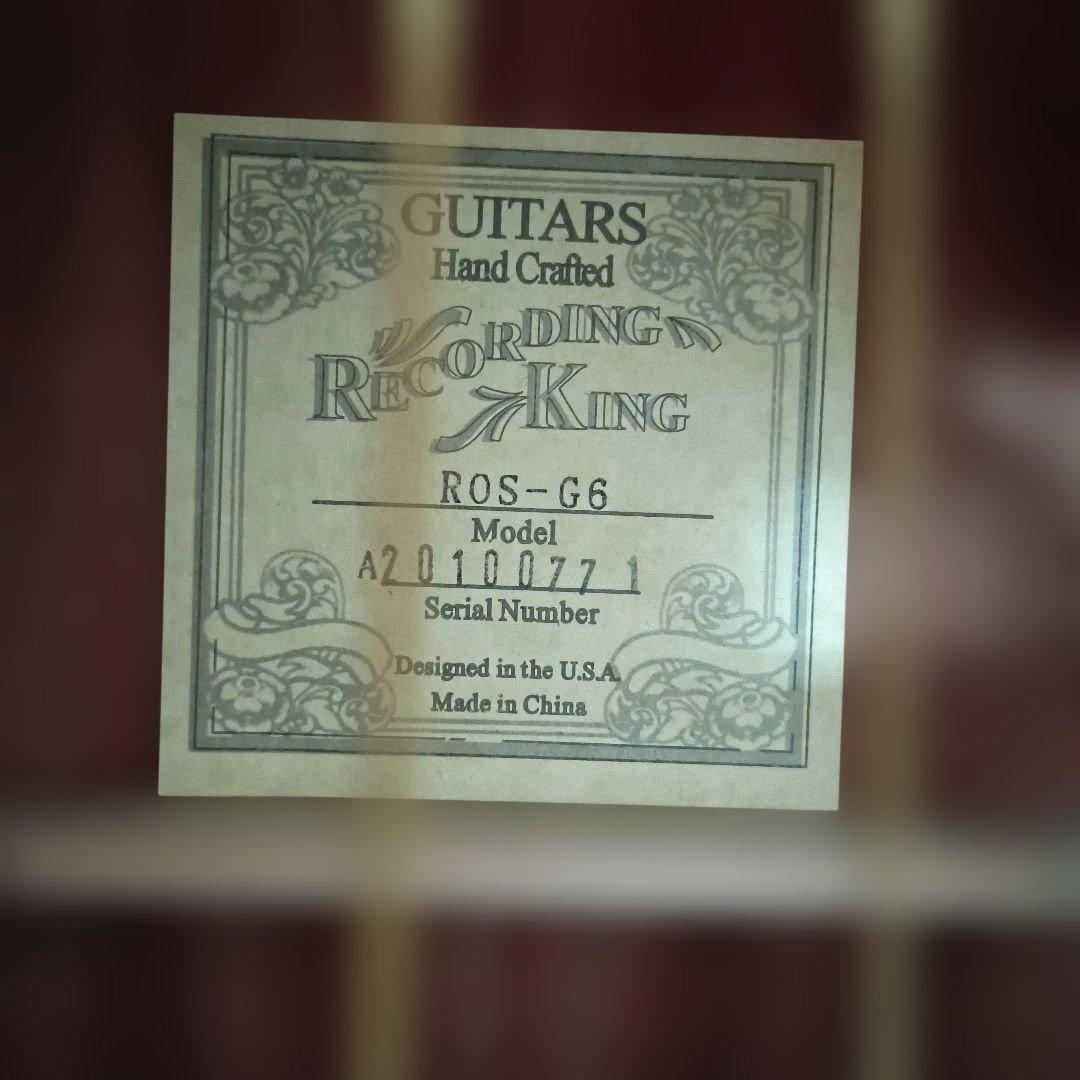 GUITARS
Hand Crafted
RECORDING
KING
ROS-G6
Model
A20100771
Serial Number
Designed in the U.S.A.
Made in China